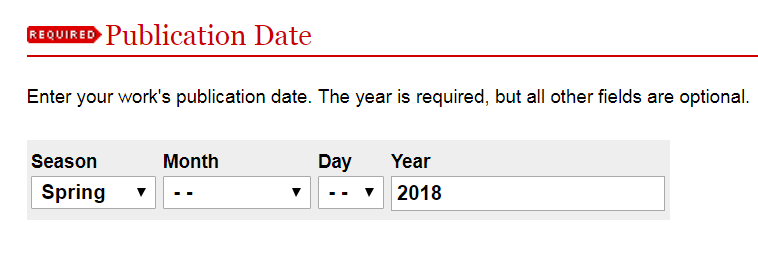 REQUIRED Publication Date
Enter your work's publication date. The year is required, but all other fields are optional.
Season Month Day Year
Spring - - - - 2018